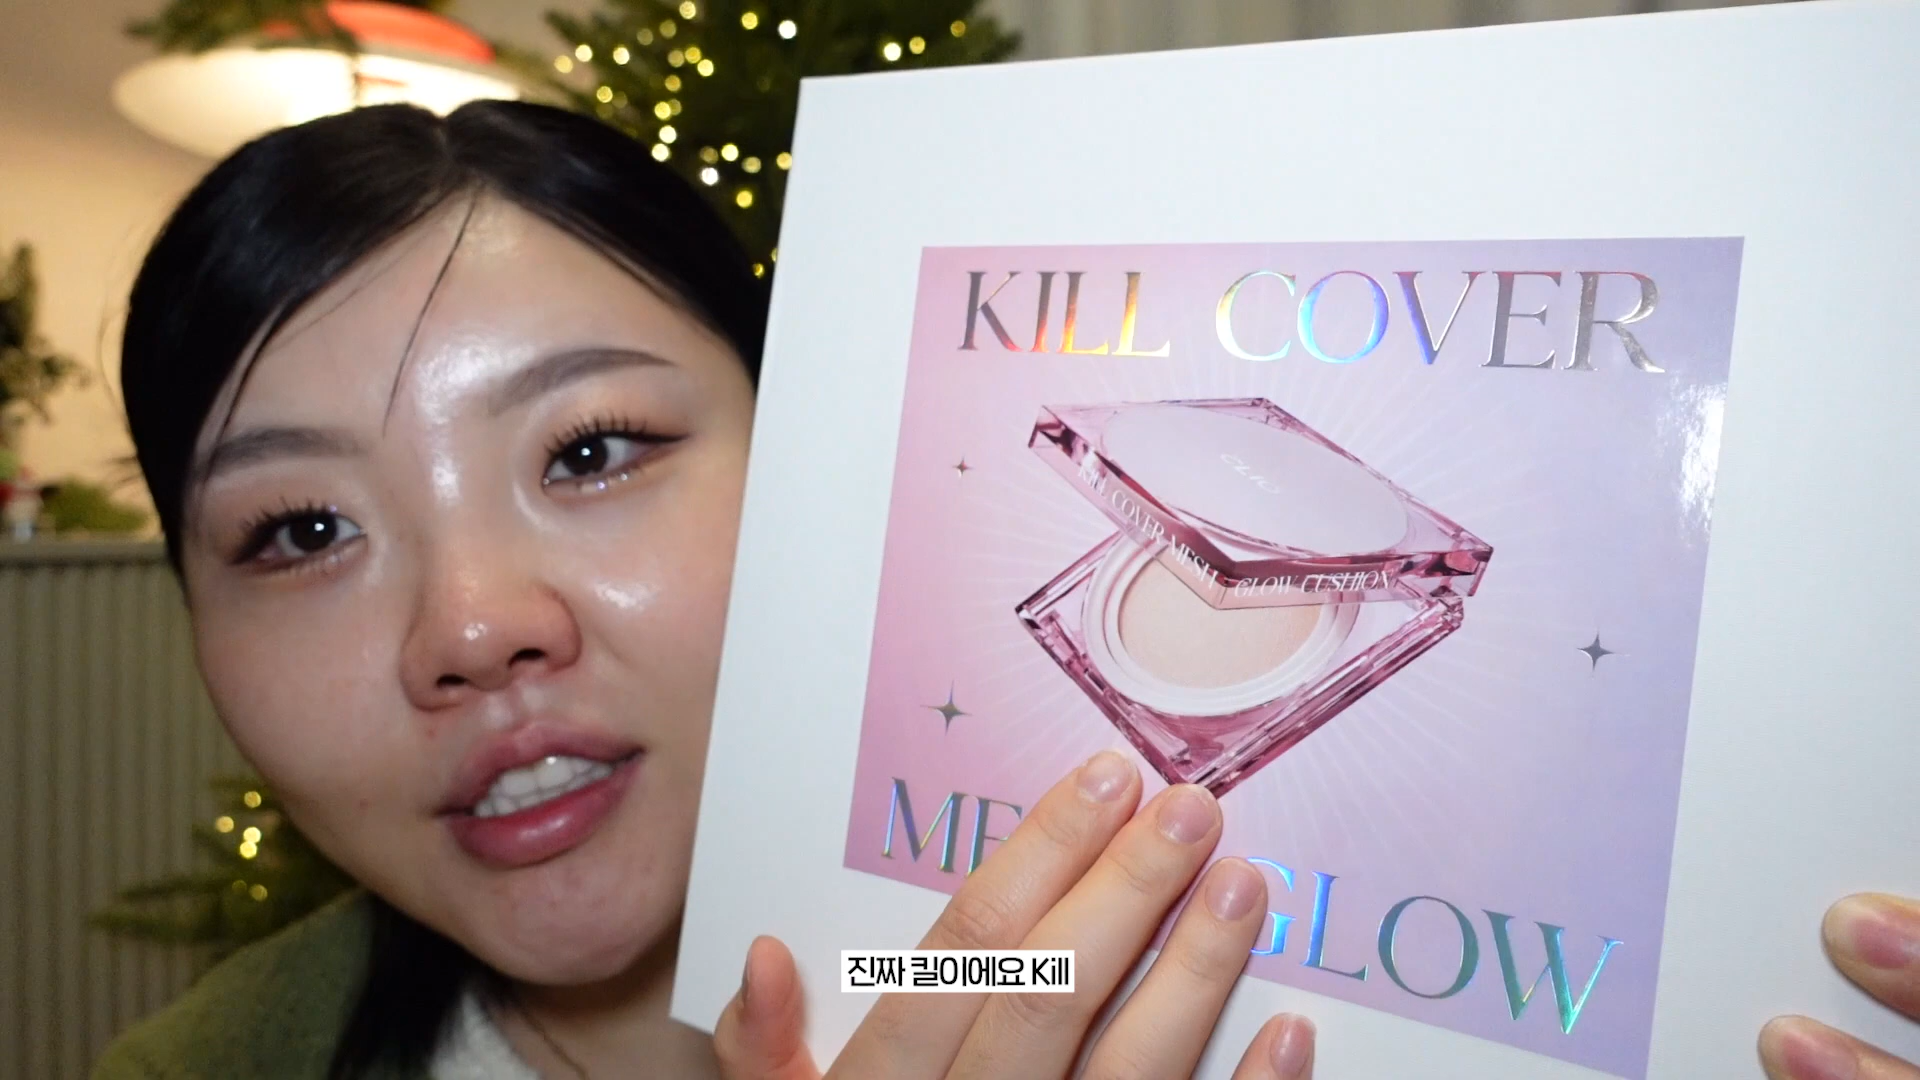 KILL COVER
CLIO
KILL COVER MESH GLOW CUSHION
ME
GLOW
진짜 킬이에요 Kill